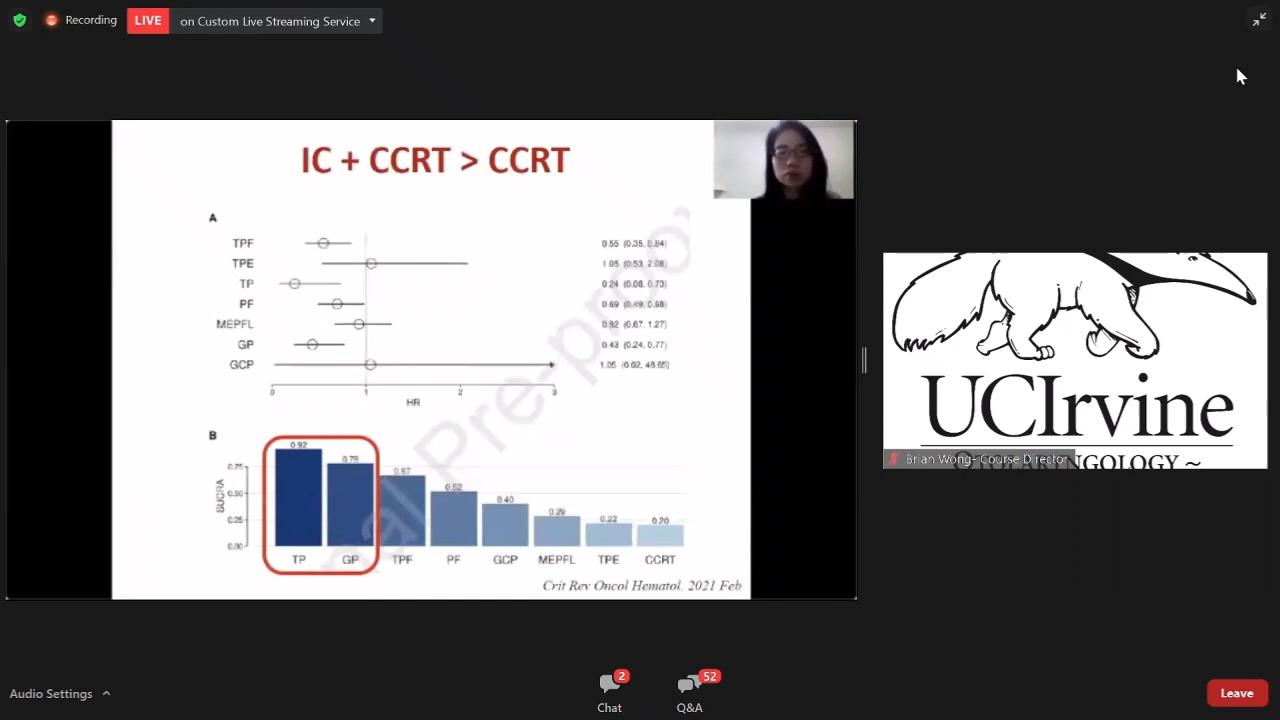 Recording LIVE on Custom Live Streaming Service
IC + CCRT > CCRT
A
TPF 0.55 (0.35, 0.84)
TPE 1.05 (0.53, 2.08)
TP 0.24 (0.08, 0.73)
PF 0.69 (0.49, 0.98)
MEPFL 0.92 (0.67, 1.27)
GP 0.43 (0.24, 0.77)
GCP 1.05 (0.02, 48.65)
0 1 2 3
HR
B
0.92 0.78 0.67 0.52 0.40 0.29 0.22 0.20
0.75
0.50
0.25
0.00
SUCRA
TP GP TPF PF GCP MEPFL TPE CCRT
Crit Rev Oncol Hematol. 2021 Feb
nal Pre-proo
UCIrvine
Brian Wong- Course Director
Audio Settings
2
Chat
52
Q&A
Leave